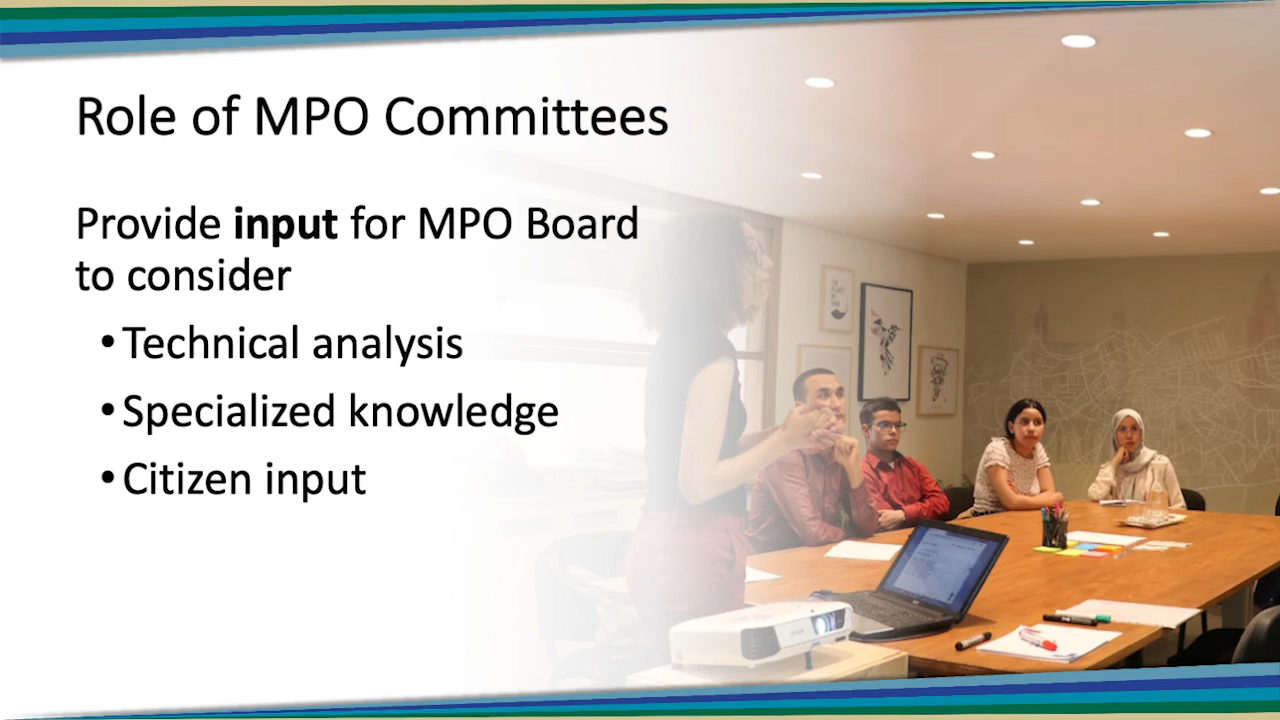 Role of MPO Committees
Provide input for MPO Board
to consider
• Technical analysis
• Specialized knowledge
• Citizen input